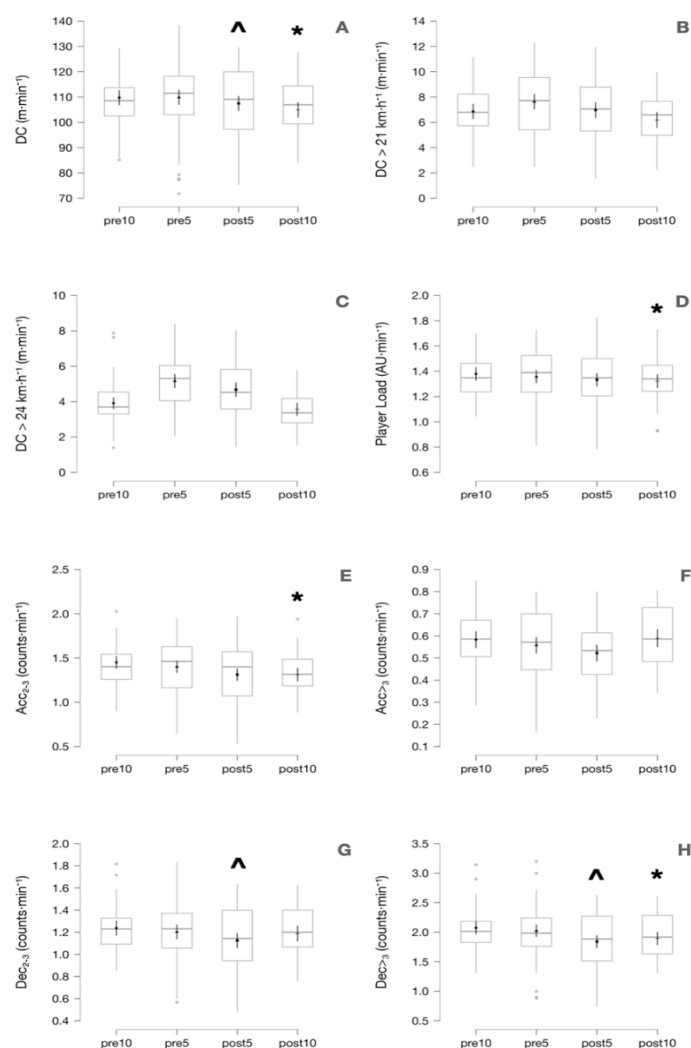 A
^
*
DC (m·min⁻¹)
140
130
120
110
100
90
80
70
pre10 pre5 post5 post10
B
DC > 21 km·h⁻¹ (m·min⁻¹)
14
12
10
8
6
4
2
0
pre10 pre5 post5 post10
C
DC > 24 km·h⁻¹ (m·min⁻¹)
10
8
6
4
2
0
pre10 pre5 post5 post10
D
*
Player Load (AU·min⁻¹)
2.0
1.8
1.6
1.4
1.2
1.0
0.8
0.6
pre10 pre5 post5 post10
E
*
Acc₂₋₃ (counts·min⁻¹)
2.5
2.0
1.5
1.0
0.5
pre10 pre5 post5 post10
F
Acc>₃ (counts·min⁻¹)
0.9
0.8
0.7
0.6
0.5
0.4
0.3
0.2
0.1
pre10 pre5 post5 post10
G
^
Dec₂₋₃ (counts·min⁻¹)
2.0
1.8
1.6
1.4
1.2
1.0
0.8
0.6
0.4
pre10 pre5 post5 post10
H
^
*
Dec>₃ (counts·min⁻¹)
3.5
3.0
2.5
2.0
1.5
1.0
0.5
pre10 pre5 post5 post10